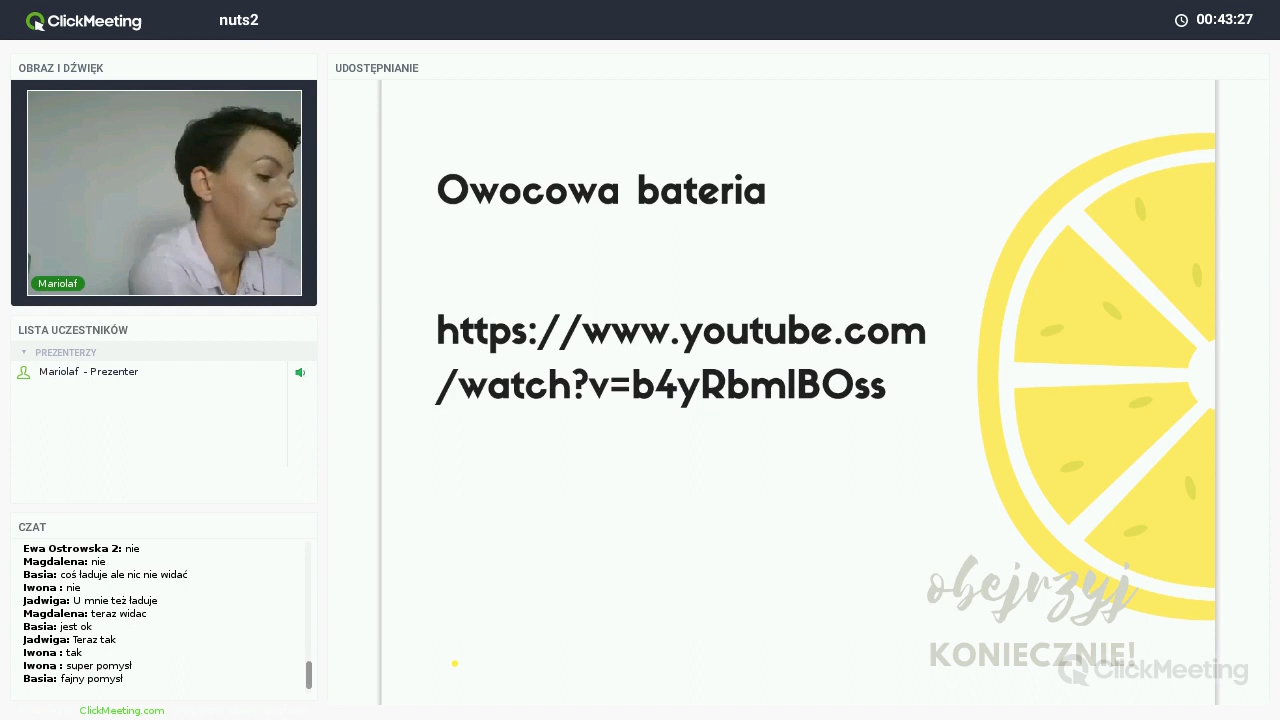 ClickMeeting
nuts2
00:43:27
OBRAZ I DŹWIĘK
UDOSTĘPNIANIE
Mariolaf
Owocowa bateria
https://www.youtube.com
/watch?v=b4yRbmlBOss
obejrzyj
KONIECZNIE!
ClickMeeting
LISTA UCZESTNIKÓW
PREZENTERZY
Mariolaf - Prezenter
CZAT
Ewa Ostrowska 2: nie
Magdalena: nie
Basia: coś ładuje ale nic nie widać
Iwona : nie
Jadwiga: U mnie też ładuje
Magdalena: teraz widac
Basia: jest ok
Jadwiga: Teraz tak
Iwona : tak
Iwona : super pomysł
Basia: fajny pomysł
ClickMeeting.com